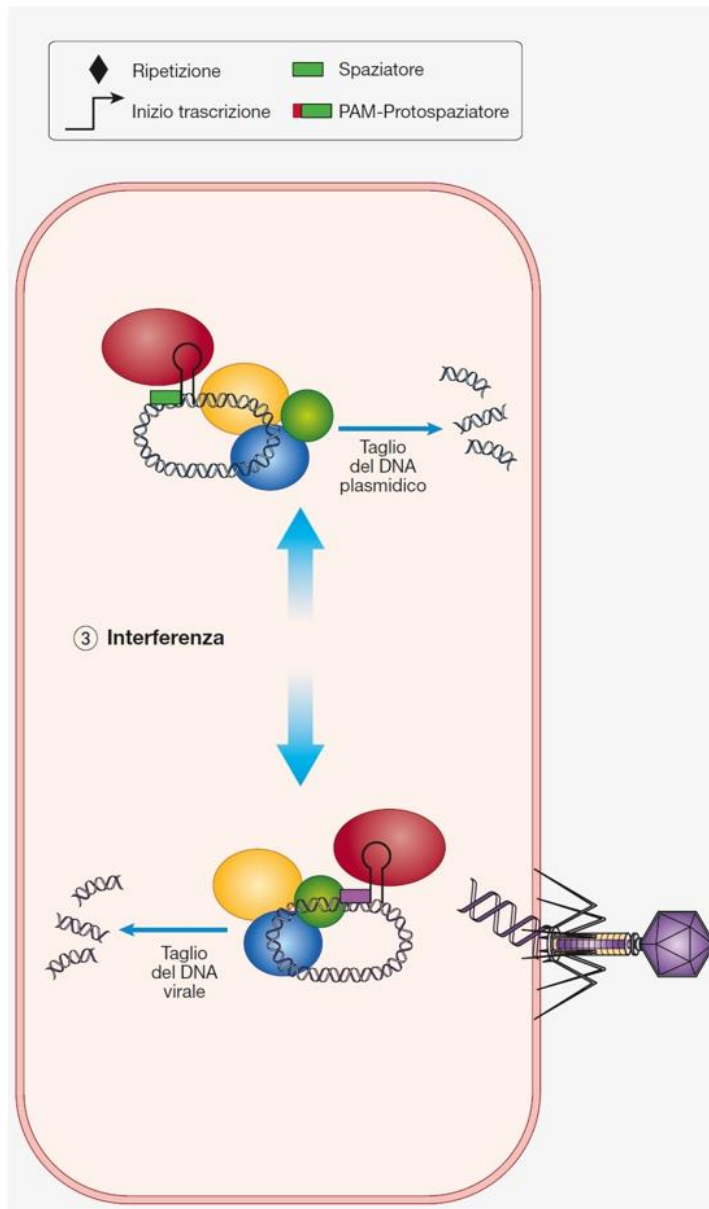 Ripetizione
Spaziatore
Inizio trascrizione
PAM-Protospaziatore
Taglio
del DNA
plasmidico
3 Interferenza
Taglio
del DNA
virale